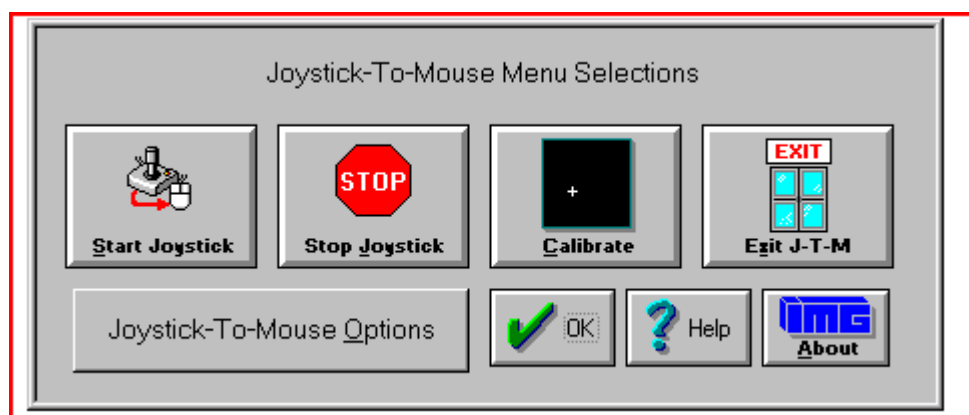 Joystick-To-Mouse Menu Selections
STOP
EXIT
Start Joystick
Stop Joystick
Calibrate
Exit J-T-M
Joystick-To-Mouse Options
OK
Help
IMG
About